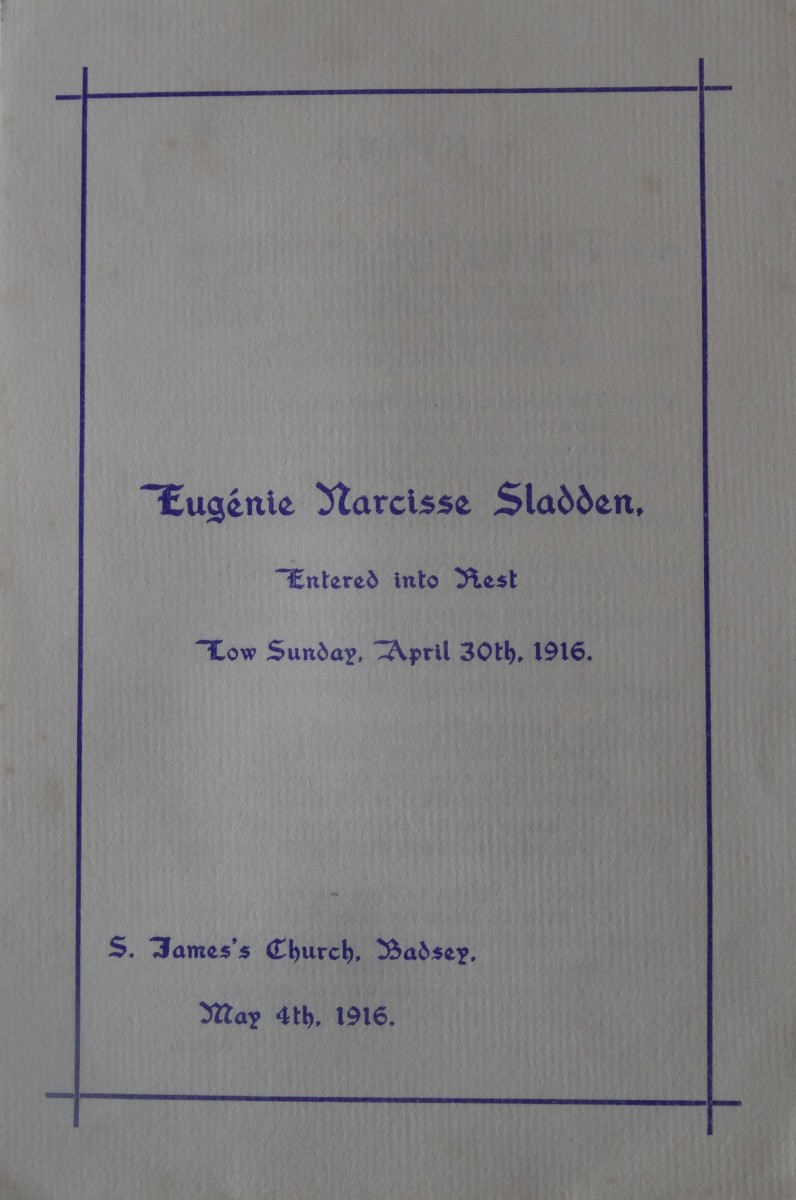 Eugénie Narcisse Sladden,
Entered into Rest
Low Sunday, April 30th, 1916.
S. James's Church, Badsey,
May 4th, 1916.